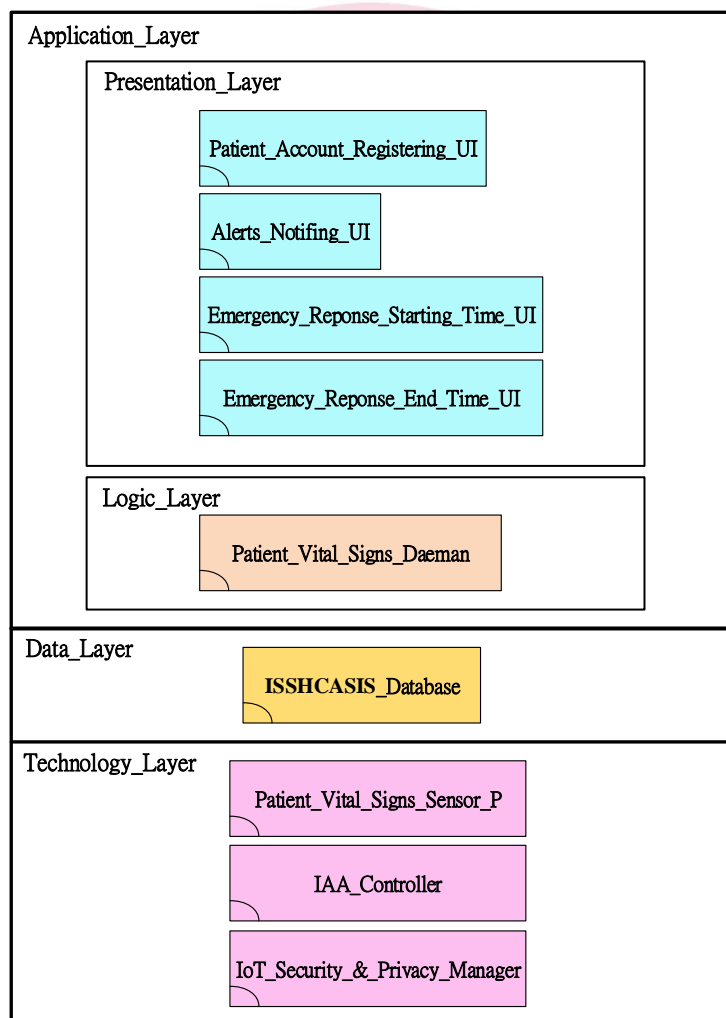 Application_Layer
Presentation_Layer
Patient_Account_Registering_UI
Alerts_Notifing_UI
Emergency_Reponse_Starting_Time_UI
Emergency_Reponse_End_Time_UI
Logic_Layer
Patient_Vital_Signs_Daeman
Data_Layer
ISSHCASIS_Database
Technology_Layer
Patient_Vital_Signs_Sensor_P
IAA_Controller
IoT_Security_&_Privacy_Manager